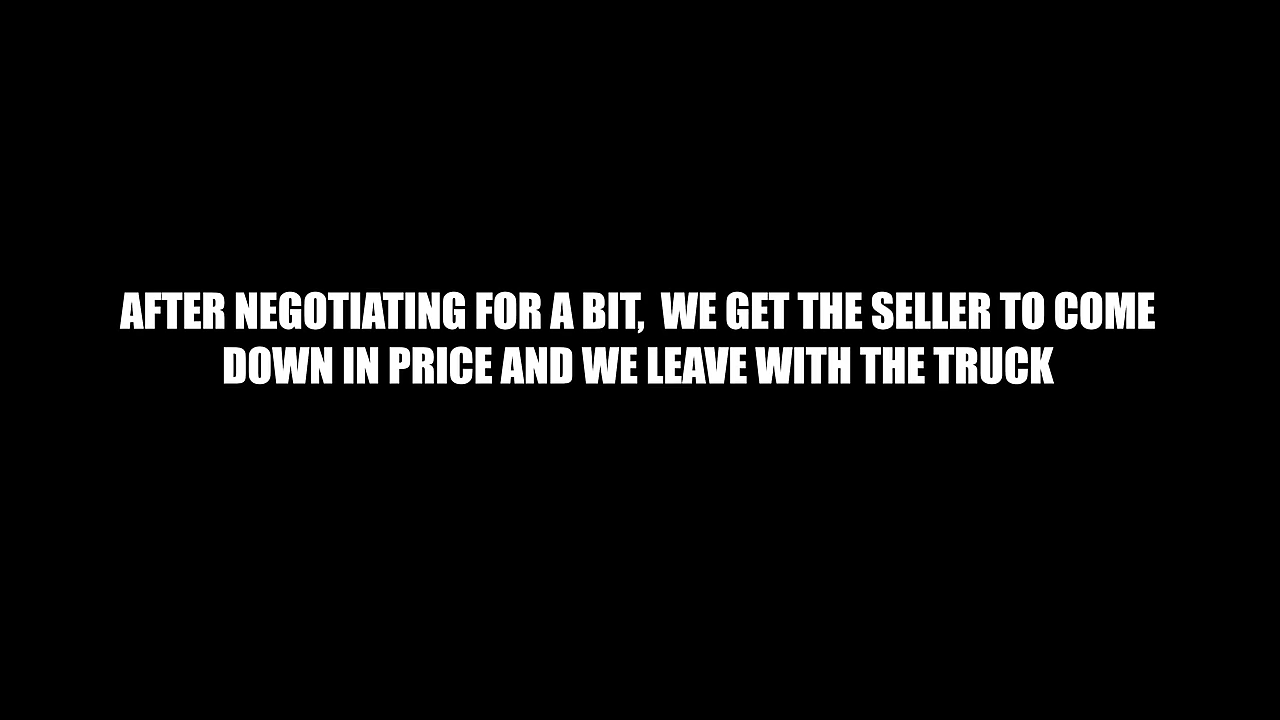 AFTER NEGOTIATING FOR A BIT,  WE GET THE SELLER TO COME
DOWN IN PRICE AND WE LEAVE WITH THE TRUCK